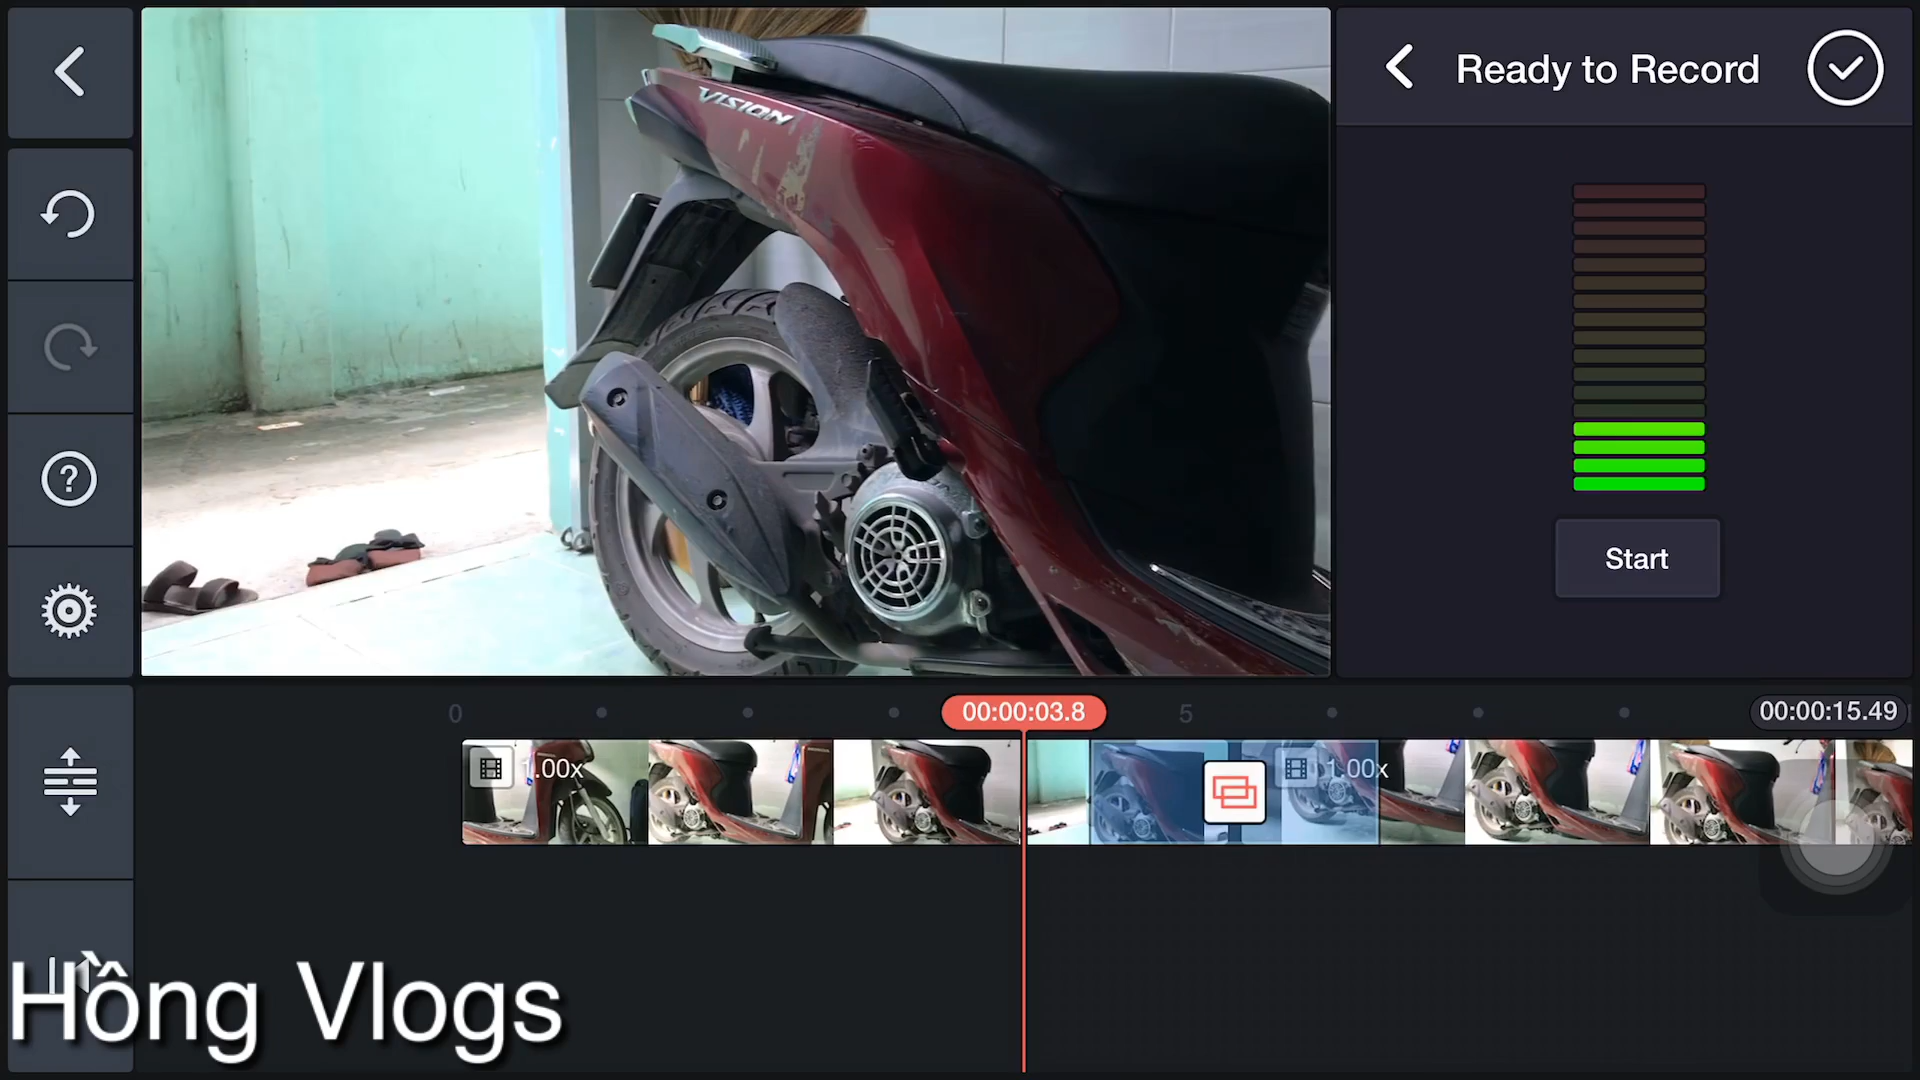 Ready to Record
VISION
Start
0
00:00:03.8
5
00:00:15.49
1.00x
1.00x
Hồng Vlogs